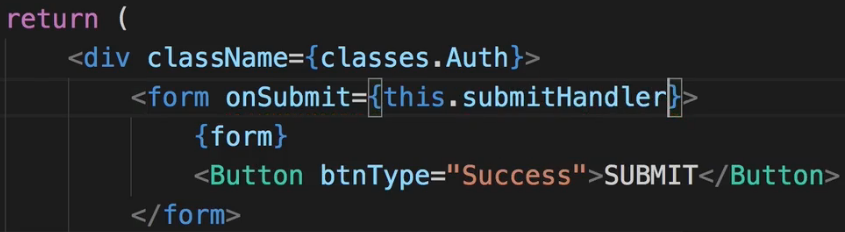 return (
<div className={classes.Auth}>
<form onSubmit={this.submitHandler}>
{form}
<Button btnType="Success">SUBMIT</Button>
</form>